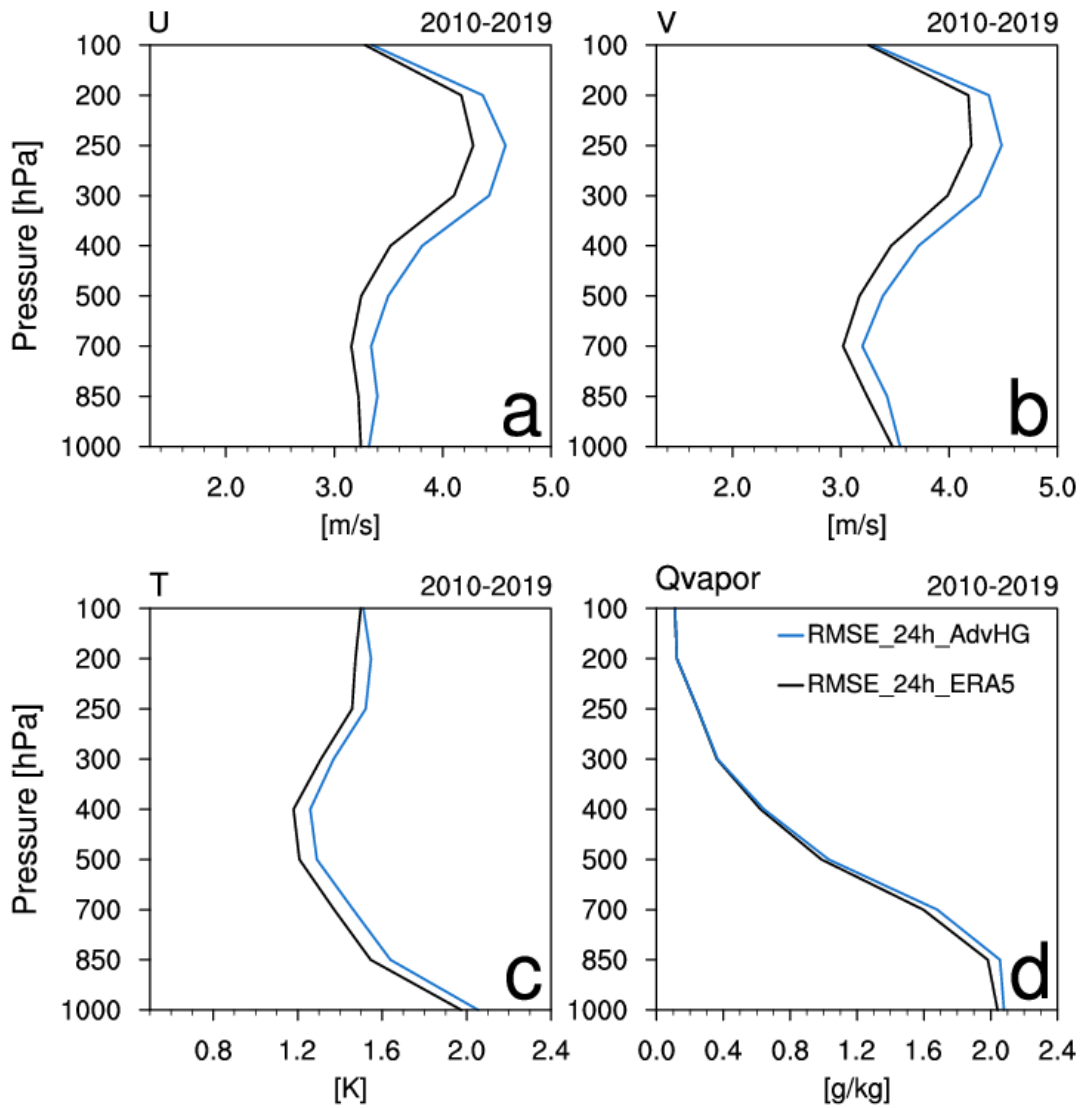 U 2010-2019
V 2010-2019
Pressure [hPa]
100
200
250
300
400
500
700
850
1000
2.0 3.0 4.0 5.0
[m/s]
a
100
200
250
300
400
500
700
850
1000
2.0 3.0 4.0 5.0
[m/s]
b
T 2010-2019
Qvapor 2010-2019
Pressure [hPa]
100
200
250
300
400
500
700
850
1000
0.8 1.2 1.6 2.0 2.4
[K]
c
100
200
250
300
400
500
700
850
1000
RMSE_24h_AdvHG
RMSE_24h_ERA5
0.0 0.4 0.8 1.2 1.6 2.0 2.4
[g/kg]
d